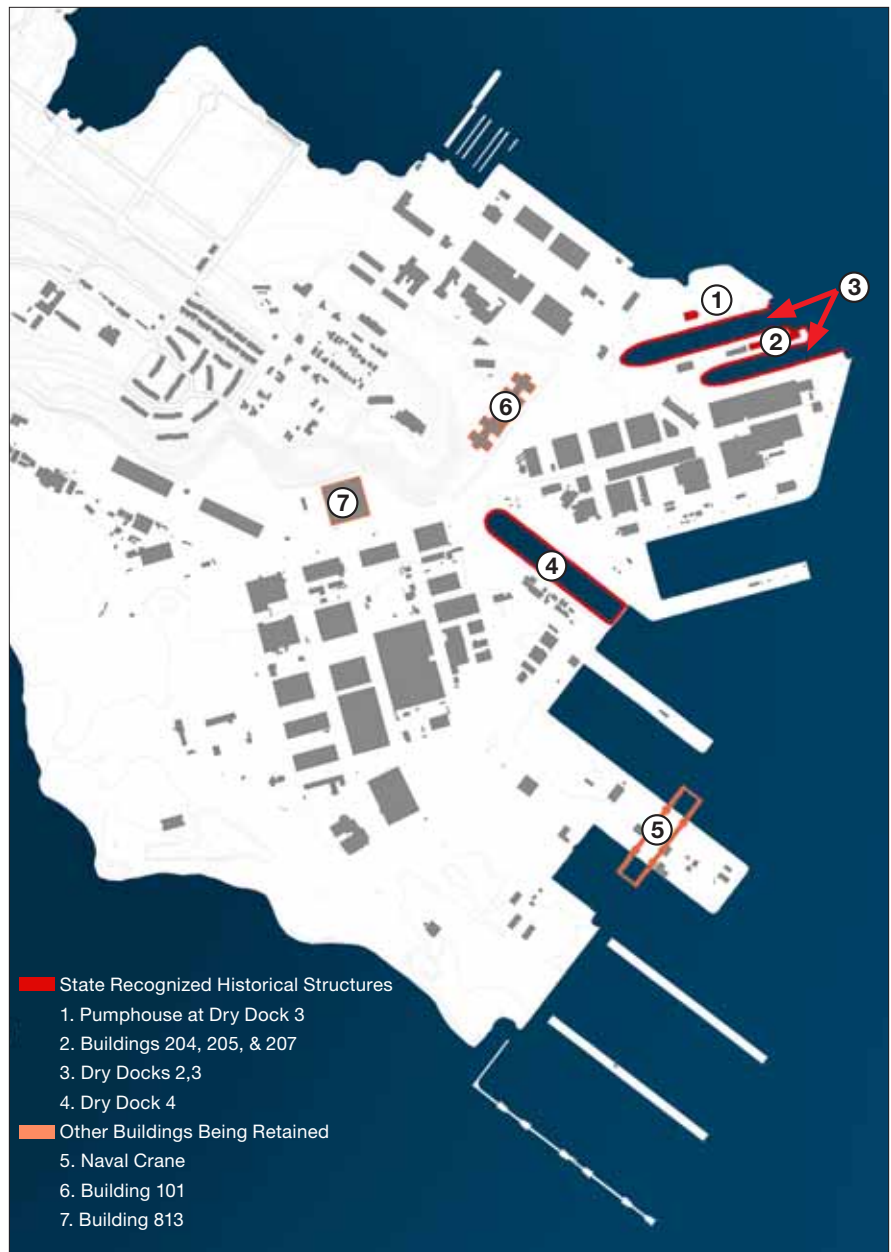 1
3
2
6
7
4
5
State Recognized Historical Structures
1. Pumphouse at Dry Dock 3
2. Buildings 204, 205, & 207
3. Dry Docks 2,3
4. Dry Dock 4
Other Buildings Being Retained
5. Naval Crane
6. Building 101
7. Building 813